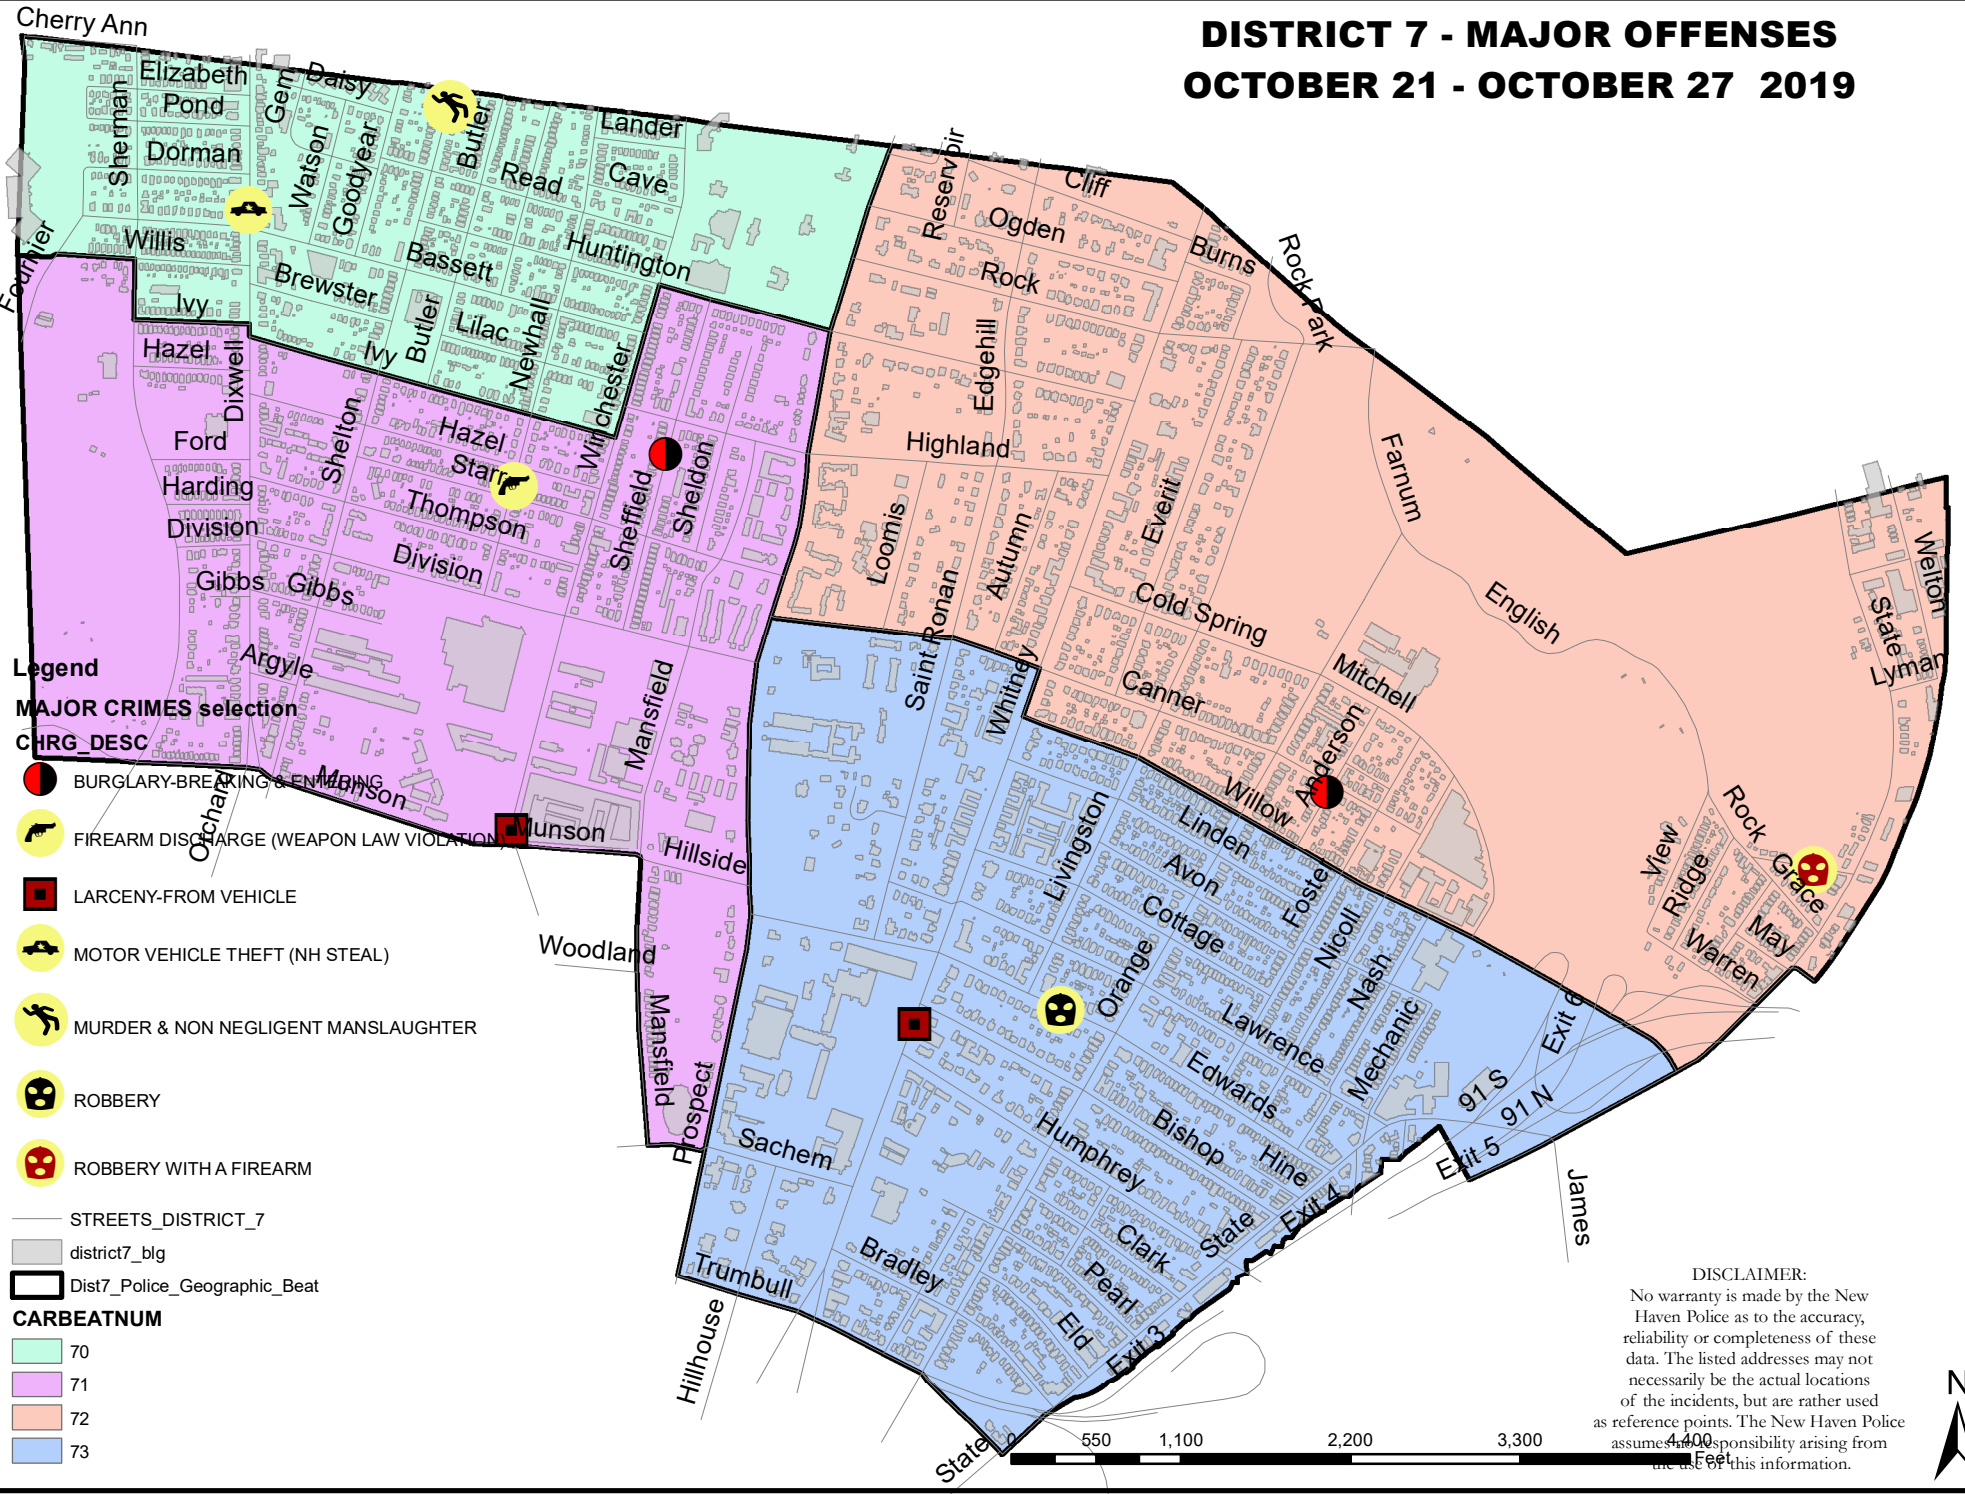 DISTRICT 7 - MAJOR OFFENSES
OCTOBER 21 - OCTOBER 27 2019
Cherry Ann
Elizabeth
Pond
Sherman
Dorman
Gem
Daisy
Watson
Goodyear
Butler
Read
Lander
Cave
Willis
Fournier
Ivy
Brewster
Bassett
Huntington
Butler
Lilac
Ivy
Newhall
Winchester
Hazel
Dixwell
Ford
Harding
Division
Shelton
Hazel
Starr
Thompson
Division
Sheffield
Sheldon
Gibbs
Gibbs
Argyle
Mansfield
Munson
Munson
Orchard
Hillside
Woodland
Mansfield
Prospect
Reservoir
Cliff
Ogden
Rock
Burns
Rock Park
Edgehill
Highland
Farnum
Loomis
Everit
Autumn
Saint Ronan
Whitney
Cold Spring
English
Canner
Mitchell
Anderson
Willow
Welton
State
Lyman
View
Ridge
Rock
Grace
May
Warren
Linden
Livingston
Avon
Cottage
Foster
Nicoll
Nash
Orange
Lawrence
Mechanic
Edwards
Bishop
Hine
Humphrey
Exit 6
91 S
91 N
Exit 5
James
Sachem
Exit 4
State
Clark
Pearl
Eld
Exit 3
Bradley
Trumbull
Hillhouse
State
Legend
MAJOR CRIMES selection
CHRG_DESC
BURGLARY-BREAKING & ENTERING
FIREARM DISCHARGE (WEAPON LAW VIOLATION)
LARCENY-FROM VEHICLE
MOTOR VEHICLE THEFT (NH STEAL)
MURDER & NON NEGLIGENT MANSLAUGHTER
ROBBERY
ROBBERY WITH A FIREARM
STREETS_DISTRICT_7
district7_blg
Dist7_Police_Geographic_Beat
CARBEATNUM
70
71
72
73
DISCLAIMER:
No warranty is made by the New
Haven Police as to the accuracy,
reliability or completeness of these
data. The listed addresses may not
necessarily be the actual locations
of the incidents, but are rather used
as reference points. The New Haven Police
assumes no responsibility arising from
the use of this information.
0 550 1,100 2,200 3,300 4,400
Feet
N